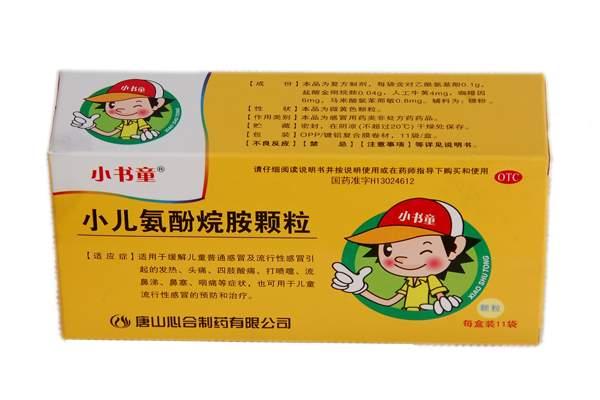 小书童
XIAO SHU TONG
【成 份】本品为复方制剂，每袋含对乙酰氨基酚0.1g，
盐酸金刚烷胺0.04g，人工牛黄4mg，咖啡因
6mg，马来酸氯苯那敏0.8mg。辅料为：糖粉。
【性 状】本品为微黄色颗粒。
【作用类别】本品为感冒用药类非处方药药品。
【贮 藏】密封，在阴凉(不超过20℃)干燥处保存。
【包 装】OPP/镀铝复合膜卷材，11袋/盒。
【不良反应】【禁 忌】【注意事项】等详见说明书。
小书童®
请仔细阅读说明书并按说明使用或在药师指导下购买和使用
国药准字H13024612
OTC
小儿氨酚烷胺颗粒
【适应症】适用于缓解儿童普通感冒及流行性感冒引
起的发热、头痛、四肢酸痛、打喷嚏、流
鼻涕、鼻塞、咽痛等症状，也可用于儿童
流行性感冒的预防和治疗。
小书童
XIAO SHU TONG
颗粒
每盒装11袋
唐山心合制药有限公司